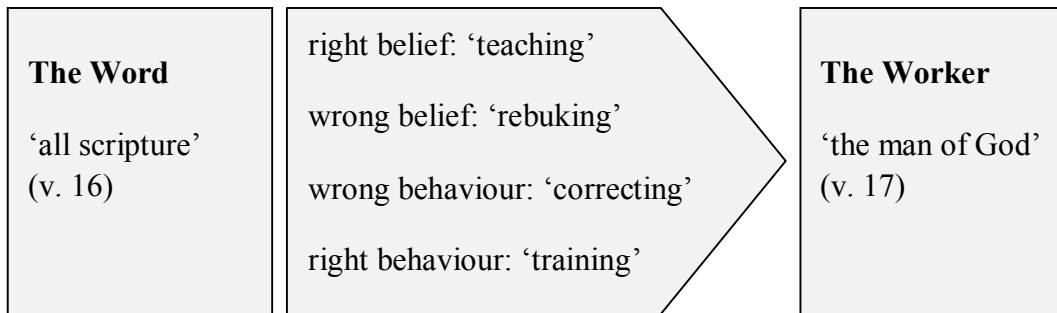 The Word
‘all scripture’
(v. 16)
right belief: ‘teaching’
wrong belief: ‘rebuking’
wrong behaviour: ‘correcting’
right behaviour: ‘training’
The Worker
‘the man of God’
(v. 17)